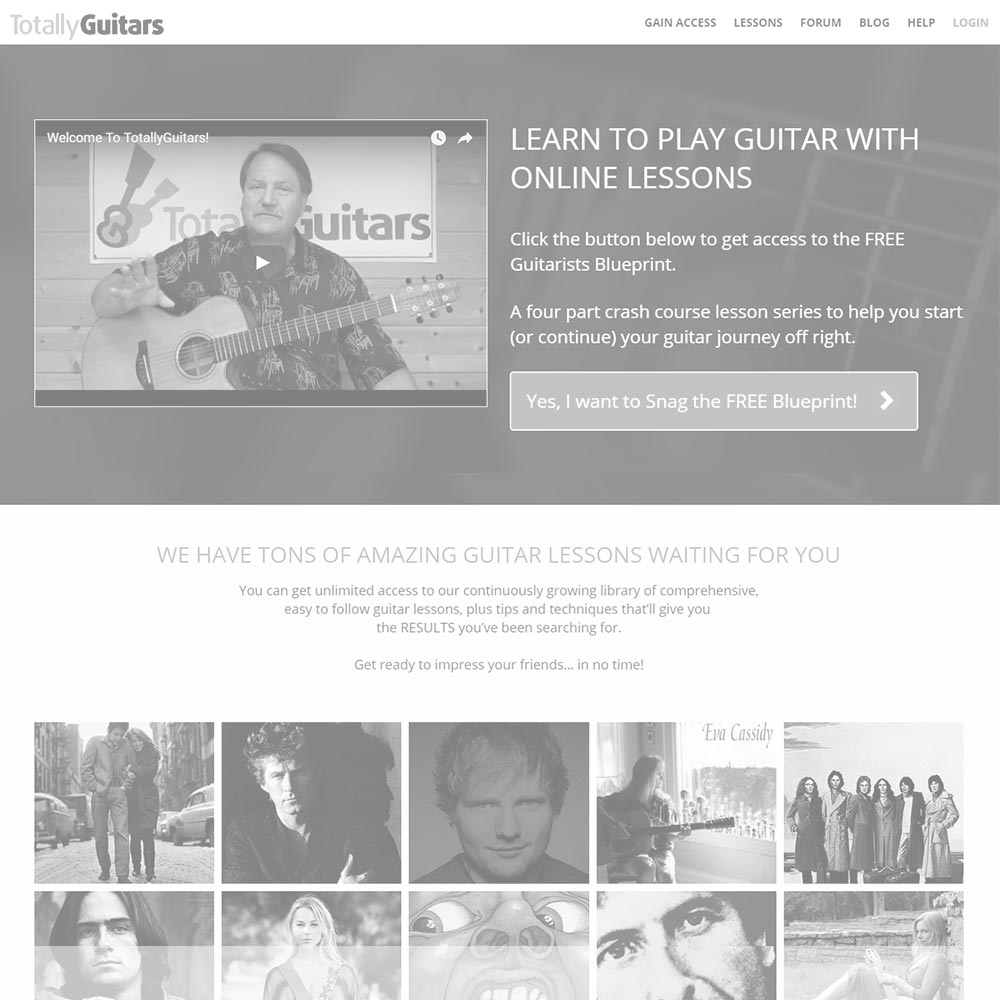 TotallyGuitars
GAIN ACCESS LESSONS FORUM BLOG HELP LOGIN
Welcome To TotallyGuitars!
Guitars
LEARN TO PLAY GUITAR WITH
ONLINE LESSONS
Click the button below to get access to the FREE
Guitarists Blueprint.
A four part crash course lesson series to help you start
(or continue) your guitar journey off right.
Yes, I want to Snag the FREE Blueprint!
WE HAVE TONS OF AMAZING GUITAR LESSONS WAITING FOR YOU
You can get unlimited access to our continuously growing library of comprehensive,
easy to follow guitar lessons, plus tips and techniques that’ll give you
the RESULTS you’ve been searching for.
Get ready to impress your friends... in no time!
Eva Cassidy